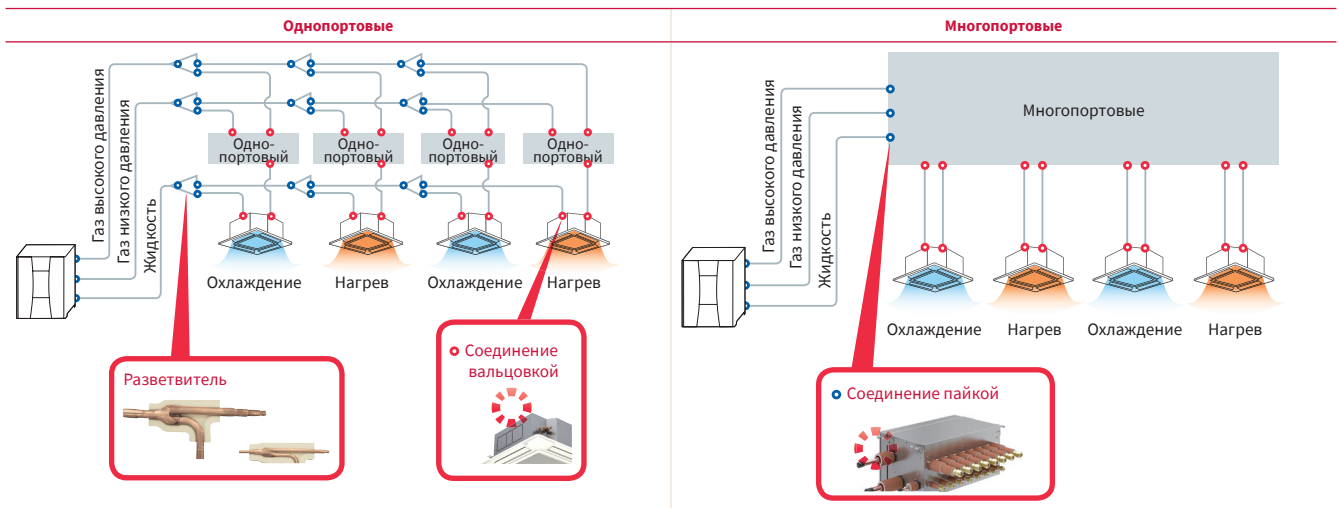 Однопортовые
Газ высокого давления
Газ низкого давления
Жидкость
Одно-
портовый
Одно-
портовый
Одно-
портовый
Одно-
портовый
Охлаждение
Нагрев
Охлаждение
Нагрев
Разветвитель
Соединение
вальцовкой
Многопортовые
Газ высокого давления
Газ низкого давления
Жидкость
Многопортовые
Охлаждение
Нагрев
Охлаждение
Нагрев
Соединение пайкой